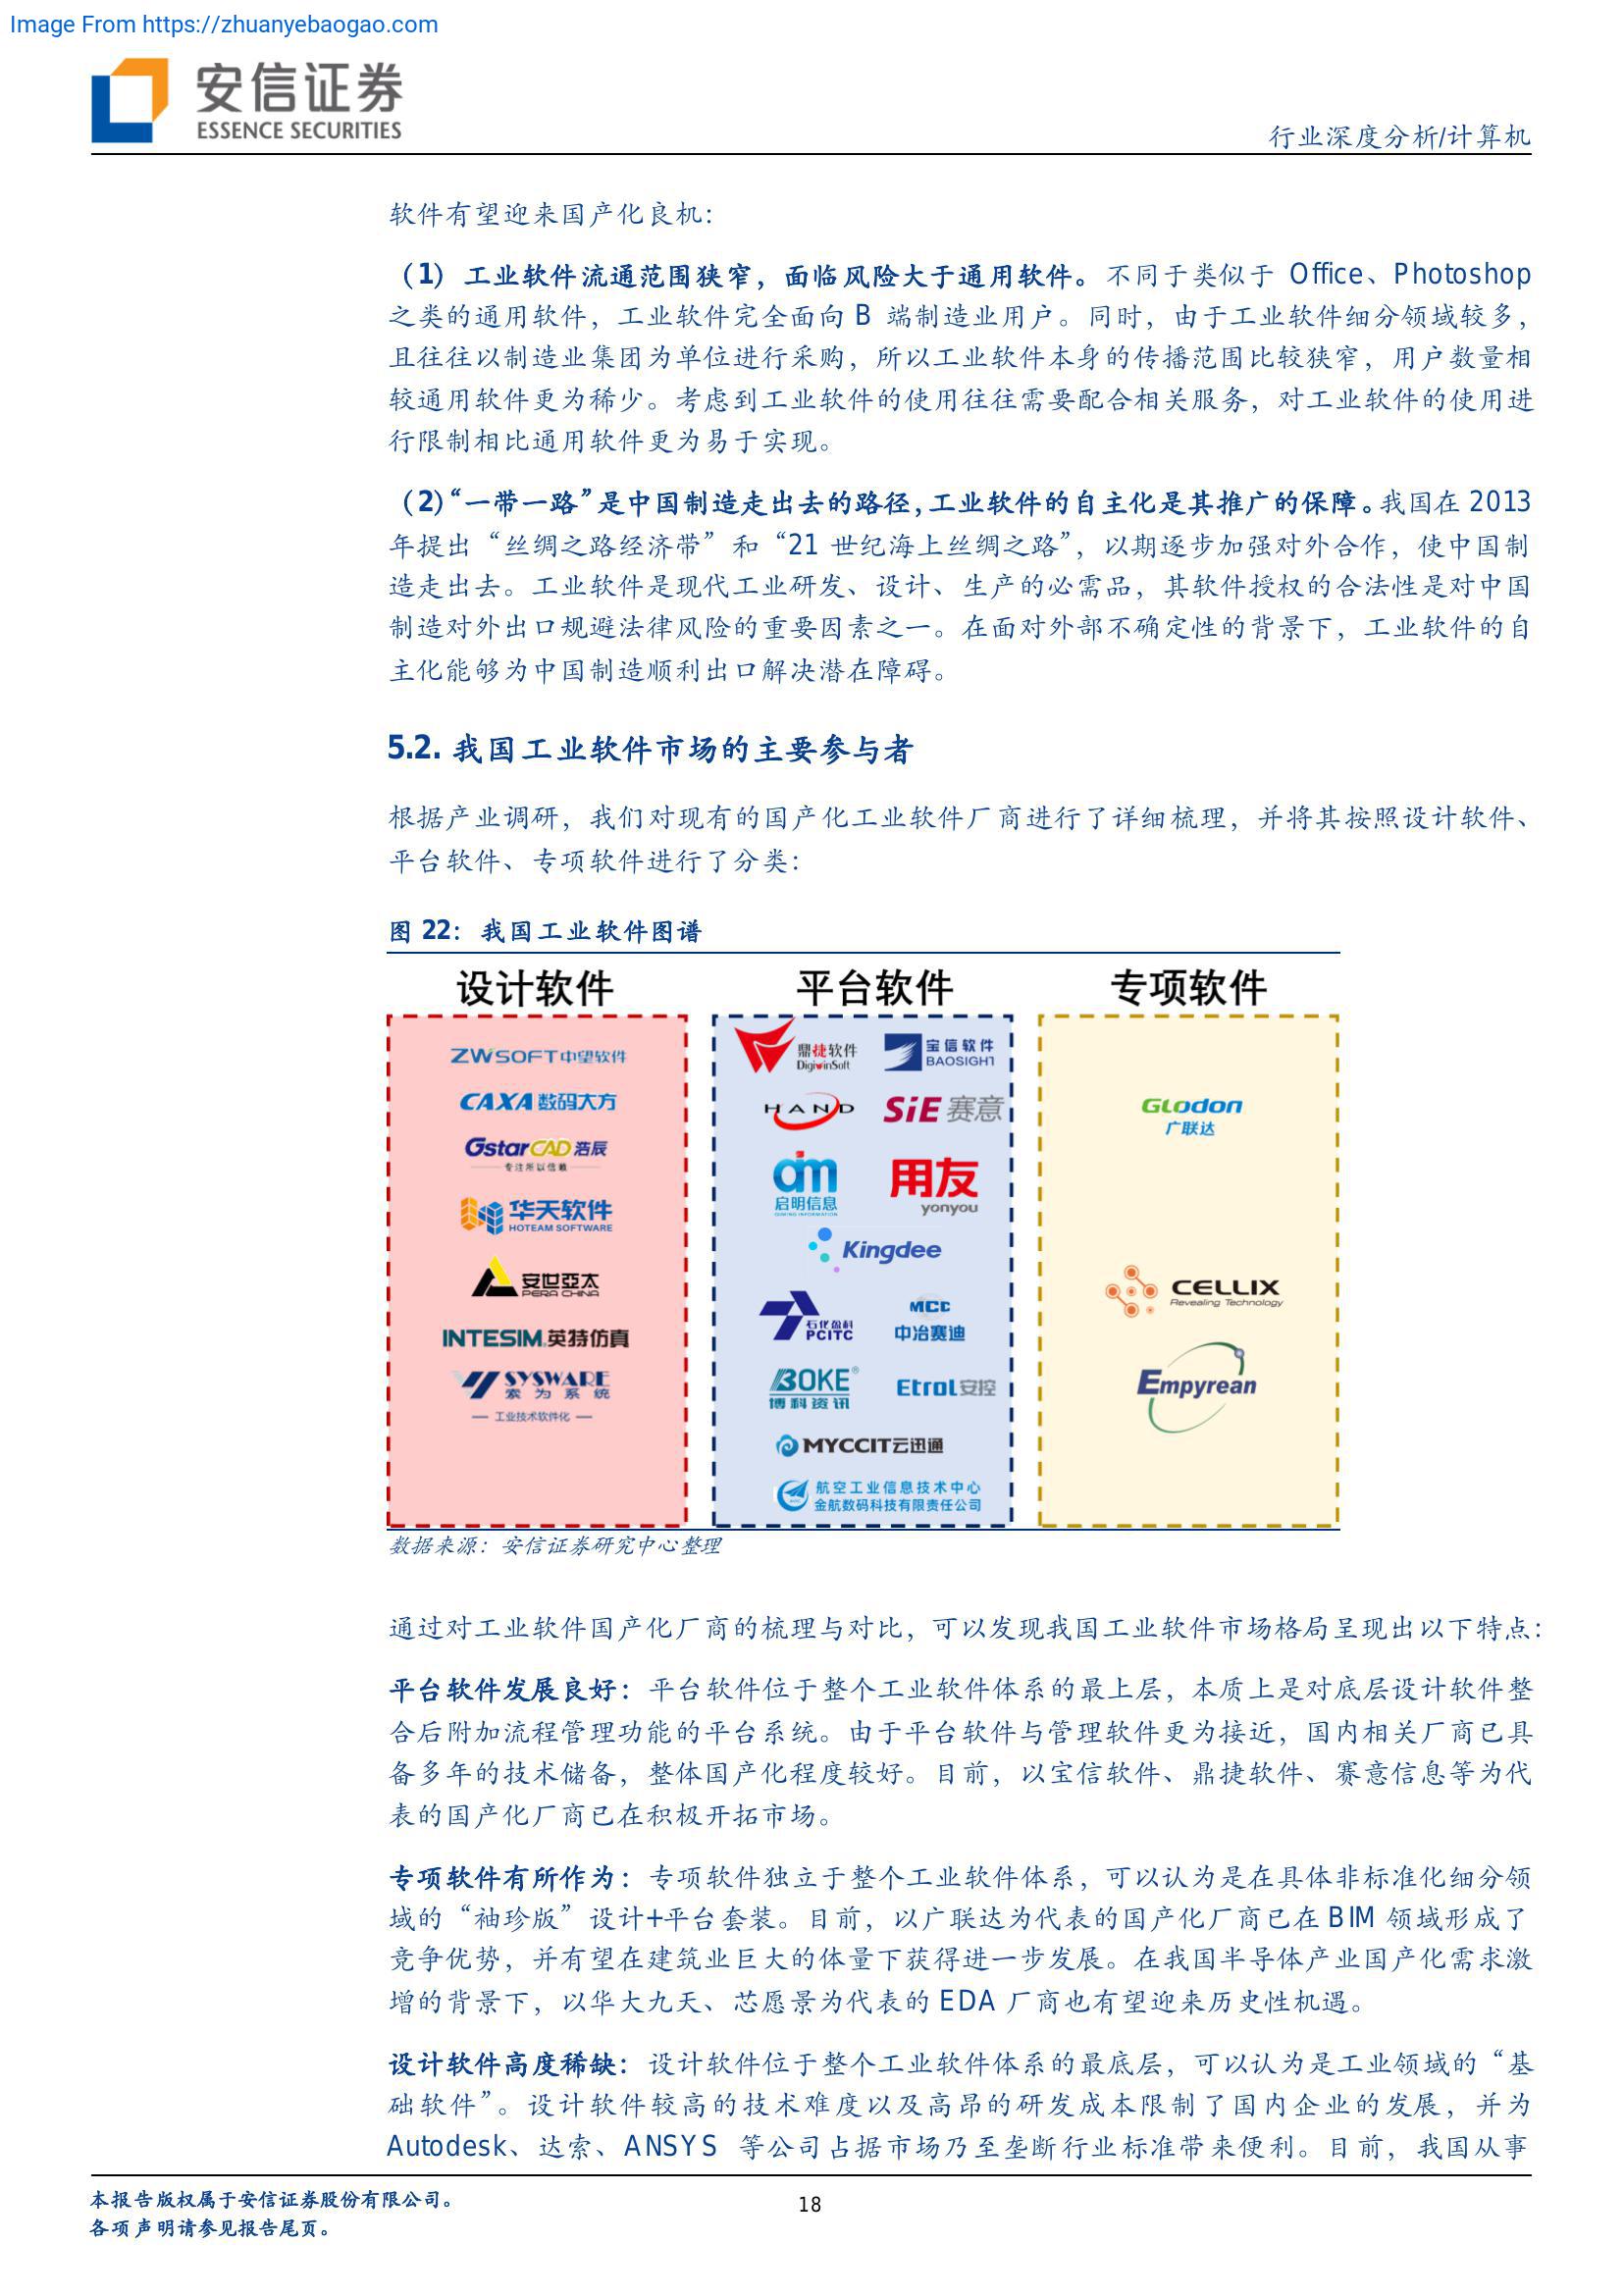 Image From https://zhuanyebaogao.com
安信证券
ESSENCE SECURITIES
行业深度分析/计算机
软件有望迎来国产化良机：
（1）工业软件流通范围狭窄，面临风险大于通用软件。不同于类似于 Office、Photoshop
之类的通用软件，工业软件完全面向 B 端制造业用户。同时，由于工业软件细分领域较多，
且往往以制造业集团为单位进行采购，所以工业软件本身的传播范围比较狭窄，用户数量相
较通用软件更为稀少。考虑到工业软件的使用往往需要配合相关服务，对工业软件的使用进
行限制相比通用软件更为易于实现。
（2）“一带一路”是中国制造走出去的路径，工业软件的自主化是其推广的保障。我国在 2013
年提出“丝绸之路经济带”和“21 世纪海上丝绸之路”，以期逐步加强对外合作，使中国制
造走出去。工业软件是现代工业研发、设计、生产的必需品，其软件授权的合法性是对中国
制造对外出口规避法律风险的重要因素之一。在面对外部不确定性的背景下，工业软件的自
主化能够为中国制造顺利出口解决潜在障碍。
5.2. 我国工业软件市场的主要参与者
根据产业调研，我们对现有的国产化工业软件厂商进行了详细梳理，并将其按照设计软件、
平台软件、专项软件进行了分类：
图 22：我国工业软件图谱
设计软件 平台软件 专项软件
ZWSOFT中望软件
CAXA 数码大方
GstarCAD 浩辰
专注所以信赖
华天软件
HOTEAM SOFTWARE
安世亞太
PERA CHINA
INTESIM.英特仿真
SYSWARE
索为系统
— 工业技术软件化 —
鼎捷软件
DigiwinSoft
宝信软件
BAOSIGHT
HAND
SiE 赛意
启明信息
QIMING INFORMATION
用友
yonyou
Kingdee
石化盈科
PCITC
MCC
中冶赛迪
BOKE®
博科资讯
Etrol安控
MYCCIT云迅通
航空工业信息技术中心
金航数码科技有限责任公司
GLodon
广联达
CELLIX
Revealing Technology
Empyrean
数据来源：安信证券研究中心整理
通过对工业软件国产化厂商的梳理与对比，可以发现我国工业软件市场格局呈现出以下特点：
平台软件发展良好：平台软件位于整个工业软件体系的最上层，本质上是对底层设计软件整
合后附加流程管理功能的平台系统。由于平台软件与管理软件更为接近，国内相关厂商已具
备多年的技术储备，整体国产化程度较好。目前，以宝信软件、鼎捷软件、赛意信息等为代
表的国产化厂商已在积极开拓市场。
专项软件有所作为：专项软件独立于整个工业软件体系，可以认为是在具体非标准化细分领
域的“袖珍版”设计+平台套装。目前，以广联达为代表的国产化厂商已在 BIM 领域形成了
竞争优势，并有望在建筑业巨大的体量下获得进一步发展。在我国半导体产业国产化需求激
增的背景下，以华大九天、芯愿景为代表的 EDA 厂商也有望迎来历史性机遇。
设计软件高度稀缺：设计软件位于整个工业软件体系的最底层，可以认为是工业领域的“基
础软件”。设计软件较高的技术难度以及高昂的研发成本限制了国内企业的发展，并为
Autodesk、达索、ANSYS 等公司占据市场乃至垄断行业标准带来便利。目前，我国从事
本报告版权属于安信证券股份有限公司。
各项声明请参见报告尾页。
18